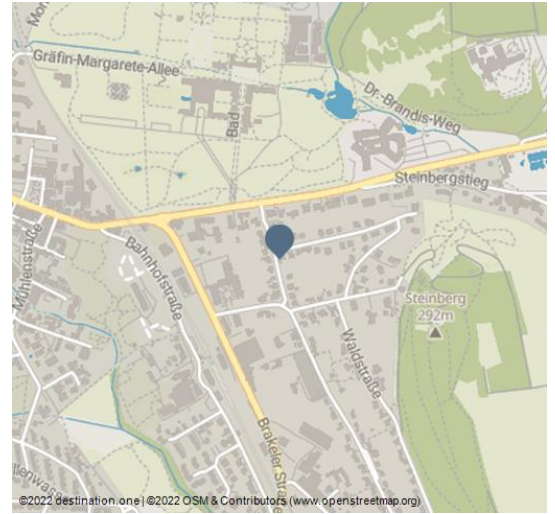 Gräfin-Margarete-Allee
Bad
Dr.-Brandis-Weg
Steinbergstieg
Mühlenstraße
Bahnhofstraße
Steinberg
292m
Waldstraße
Brakeler Straß
©2022 destination.one | ©2022 OSM & Contributors (www.openstreetmap.org)